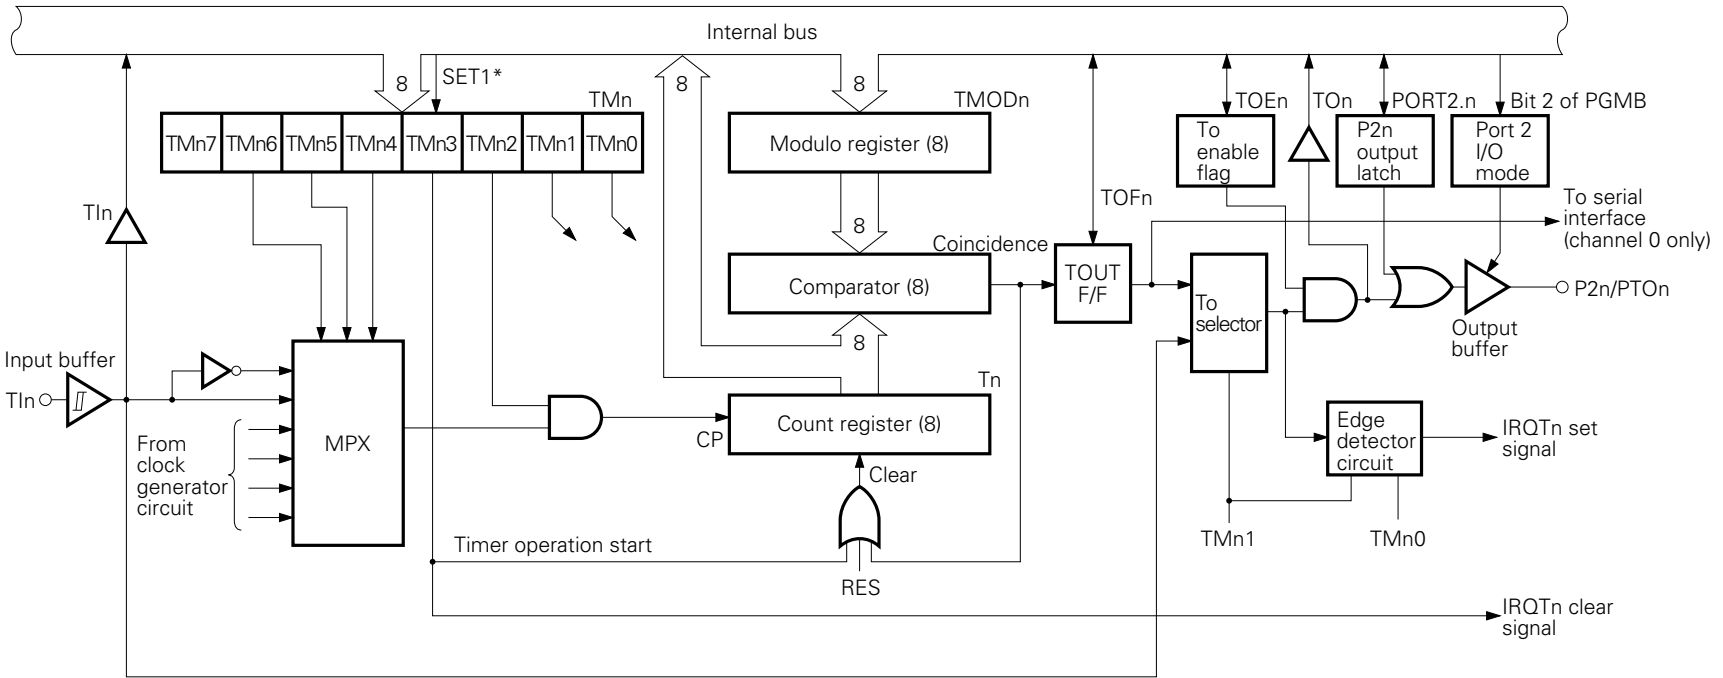 Internal bus
8
SET1*
8
8
TMn
TMODn
TOEn
TOn
PORT2.n
Bit 2 of PGMB
TMn7
TMn6
TMn5
TMn4
TMn3
TMn2
TMn1
TMn0
Modulo register (8)
To
enable
flag
P2n
output
latch
Port 2
I/O
mode
TIn
TOFn
To serial
interface
(channel 0 only)
8
Coincidence
Comparator (8)
TOUT
F/F
To
selector
P2n/PTOn
Output
buffer
8
Input buffer
TIn
MPX
From
clock
generator
circuit
Tn
CP
Count register (8)
Clear
Edge
detector
circuit
IRQTn set
signal
TMn1
TMn0
Timer operation start
RES
IRQTn clear
signal